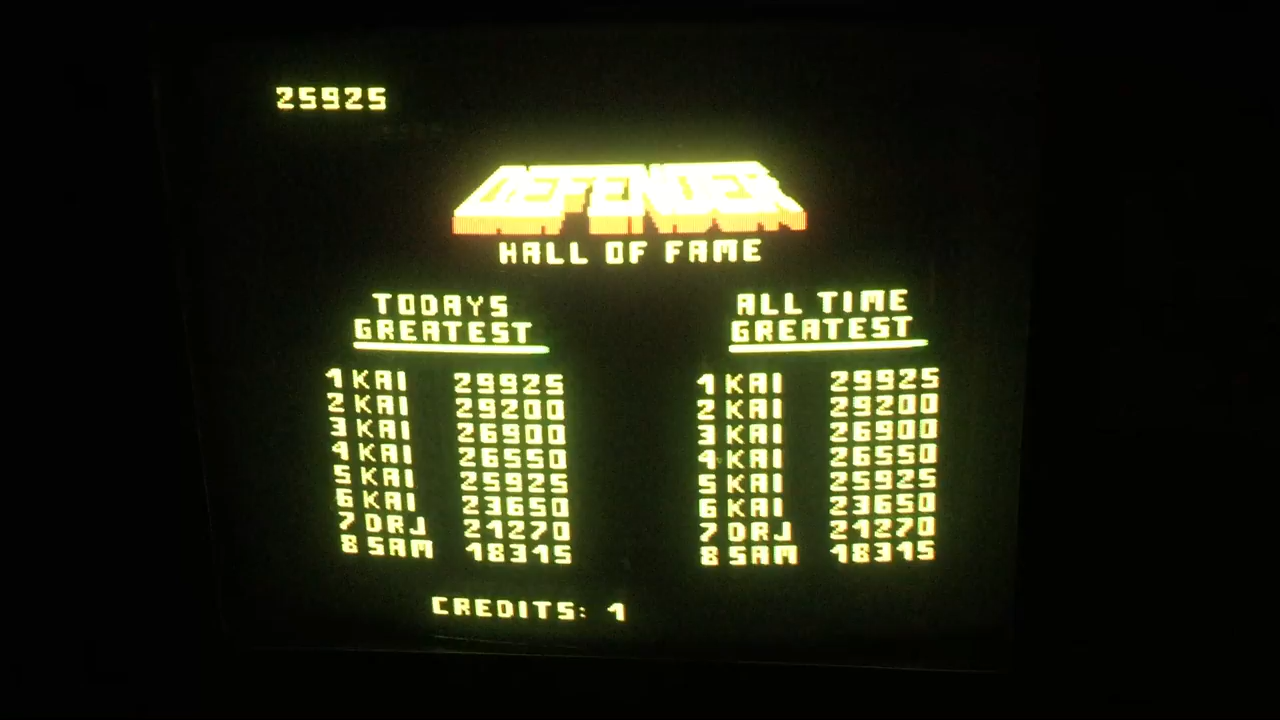 25925
DEFENDER
HALL OF FAME
TODAYS
GREATEST
1 KAI 29925
2 KAI 29200
3 KAI 26900
4 KAI 26550
5 KAI 25925
6 KAI 23650
7 DRJ 21270
8 SAM 18315
ALL TIME
GREATEST
1 KAI 29925
2 KAI 29200
3 KAI 26900
4 KAI 26550
5 KAI 25925
6 KAI 23650
7 DRJ 21270
8 SAM 18315
CREDITS: 1